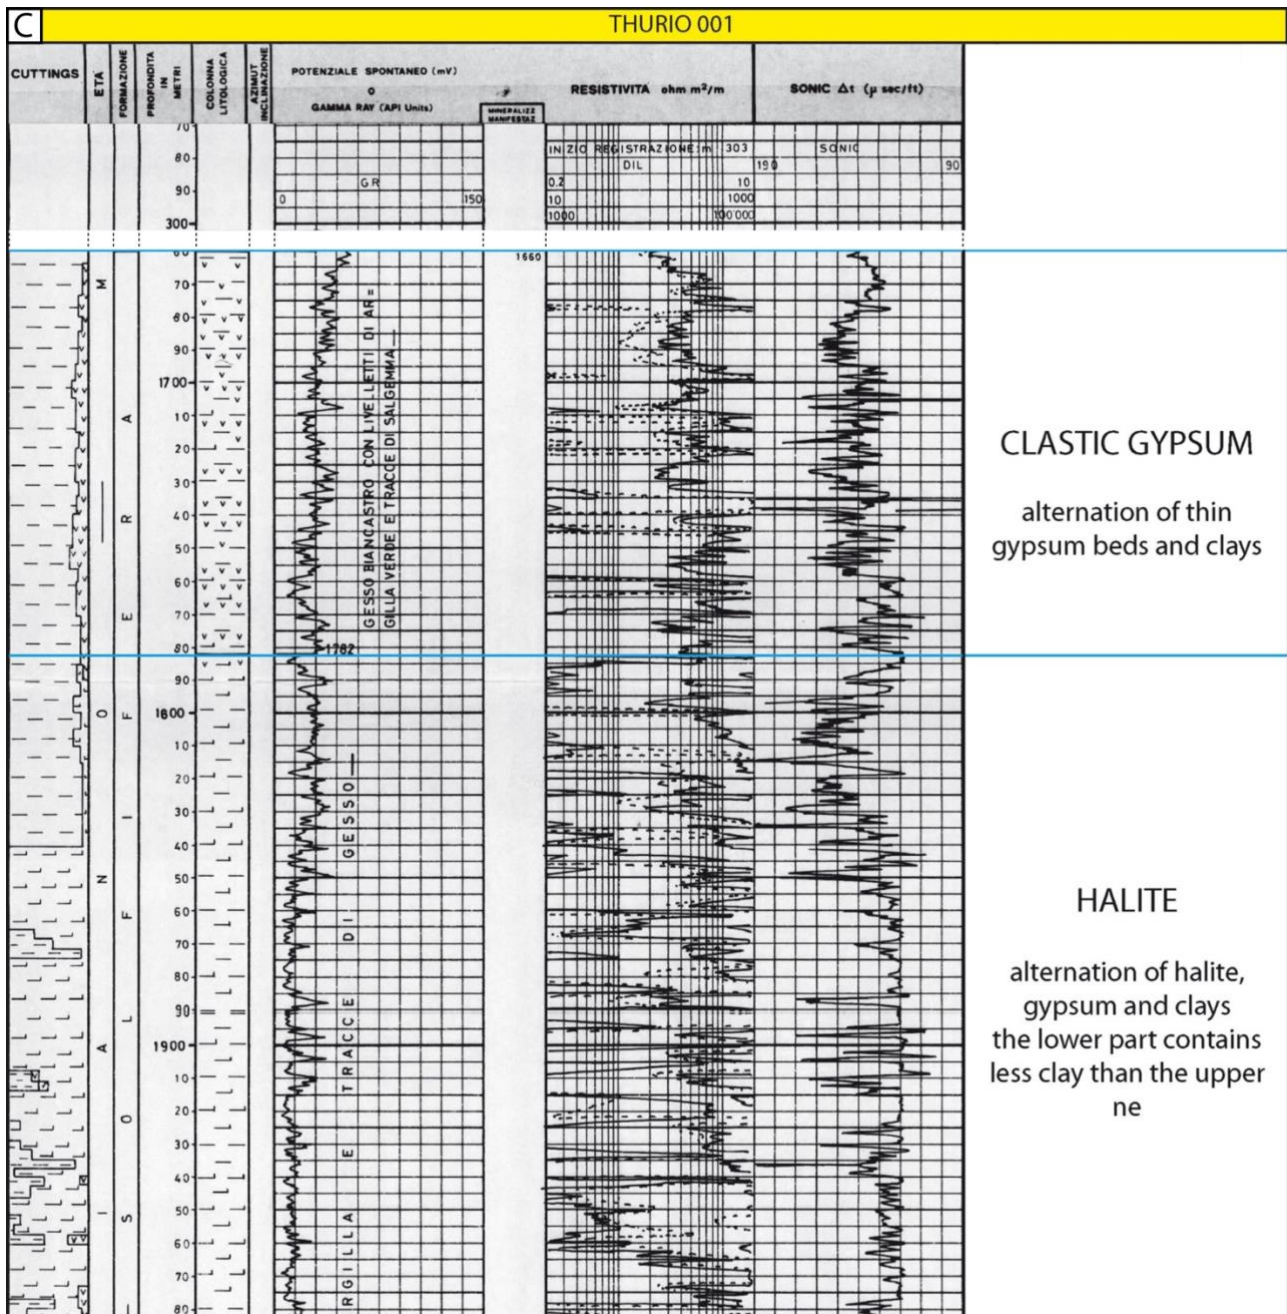 C
THURIO 001
CUTTINGS
ETÀ
FORMAZIONE
PROFONDITA IN METRI
COLONNA LITOLOGICA
AZIMUT INCLINAZIONE
POTENZIALE SPONTANEO (mV)
O
GAMMA RAY (API Units)
MINERALIZZ
MANIFESTAZ
RESISTIVITA ohm m²/m
SONIC Δt (μ sec/ft)
INIZIO REGISTRAZIONE: m 303
DIL
SONIC
190 90
GR
0 150
0.2 10
10 1000
1000 100'000
70
80
90
300
1660
70
80
90
1700
10
20
30
40
50
60
70
80
1782
90
1800
10
20
30
40
50
60
70
80
90
1900
10
20
30
40
50
60
70
80
M
O
N
A
I
A
R
E
F
F
I
F
L
O
S
GESSO BIANCASTRO CON LIVELLETTI DI AR=
GILLA VERDE E TRACCE DI SALGEMMA
RGILLA E TRACCE DI GESSO
CLASTIC GYPSUM
alternation of thin
gypsum beds and clays
HALITE
alternation of halite,
gypsum and clays
the lower part contains
less clay than the upper
ne